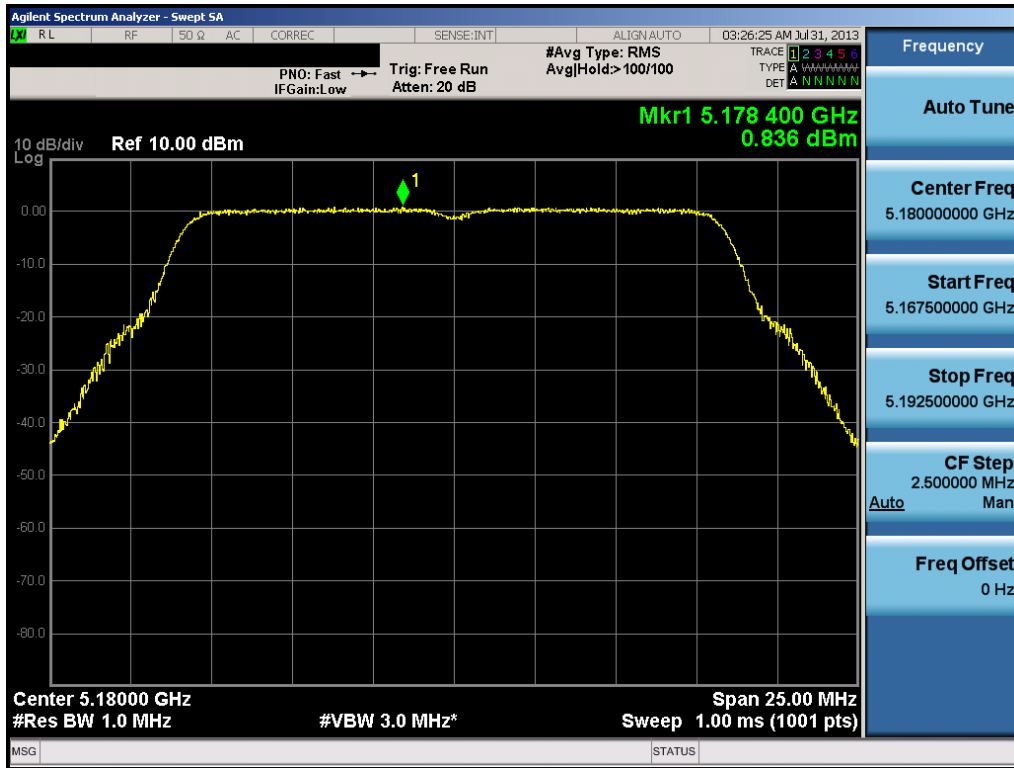 Agilent Spectrum Analyzer - Swept SA
LXI RL RF 50 Ω AC CORREC SENSE:INT ALIGN AUTO 03:26:25 AM Jul 31, 2013
#Avg Type: RMS TRACE 1 2 3 4 5 6
PNO: Fast Trig: Free Run Avg|Hold:>100/100 TYPE A WWWWW
IFGain:Low Atten: 20 dB DET A N N N N N
Mkr1 5.178 400 GHz
0.836 dBm
10 dB/div Ref 10.00 dBm
Log
1
0.00
-10.0
-20.0
-30.0
-40.0
-50.0
-60.0
-70.0
-80.0
Center 5.18000 GHz Span 25.00 MHz
#Res BW 1.0 MHz #VBW 3.0 MHz* Sweep 1.00 ms (1001 pts)
MSG STATUS
Frequency
Auto Tune
Center Freq
5.180000000 GHz
Start Freq
5.167500000 GHz
Stop Freq
5.192500000 GHz
CF Step
2.500000 MHz
Auto Man
Freq Offset
0 Hz